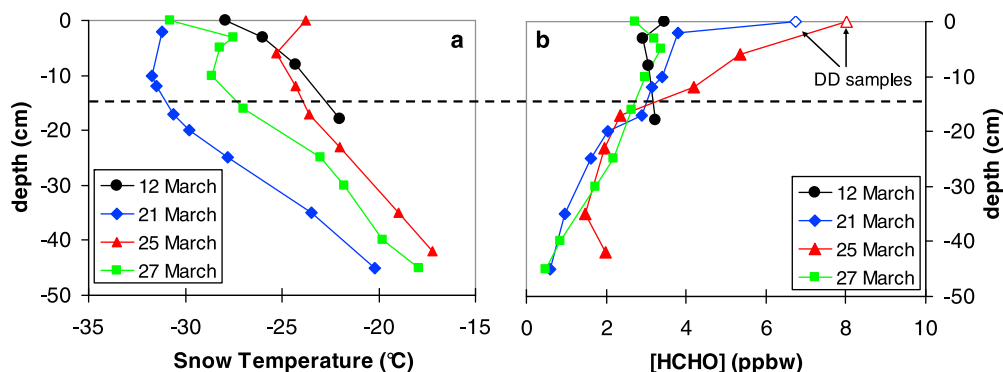 a
b
0
-10
-20
-30
-40
-50
depth (cm)
-35 -30 -25 -20 -15
Snow Temperature (°C)
12 March
21 March
25 March
27 March
DD samples
0
-10
-20
-30
-40
-50
depth (cm)
0 2 4 6 8 10
[HCHO] (ppbw)
12 March
21 March
25 March
27 March